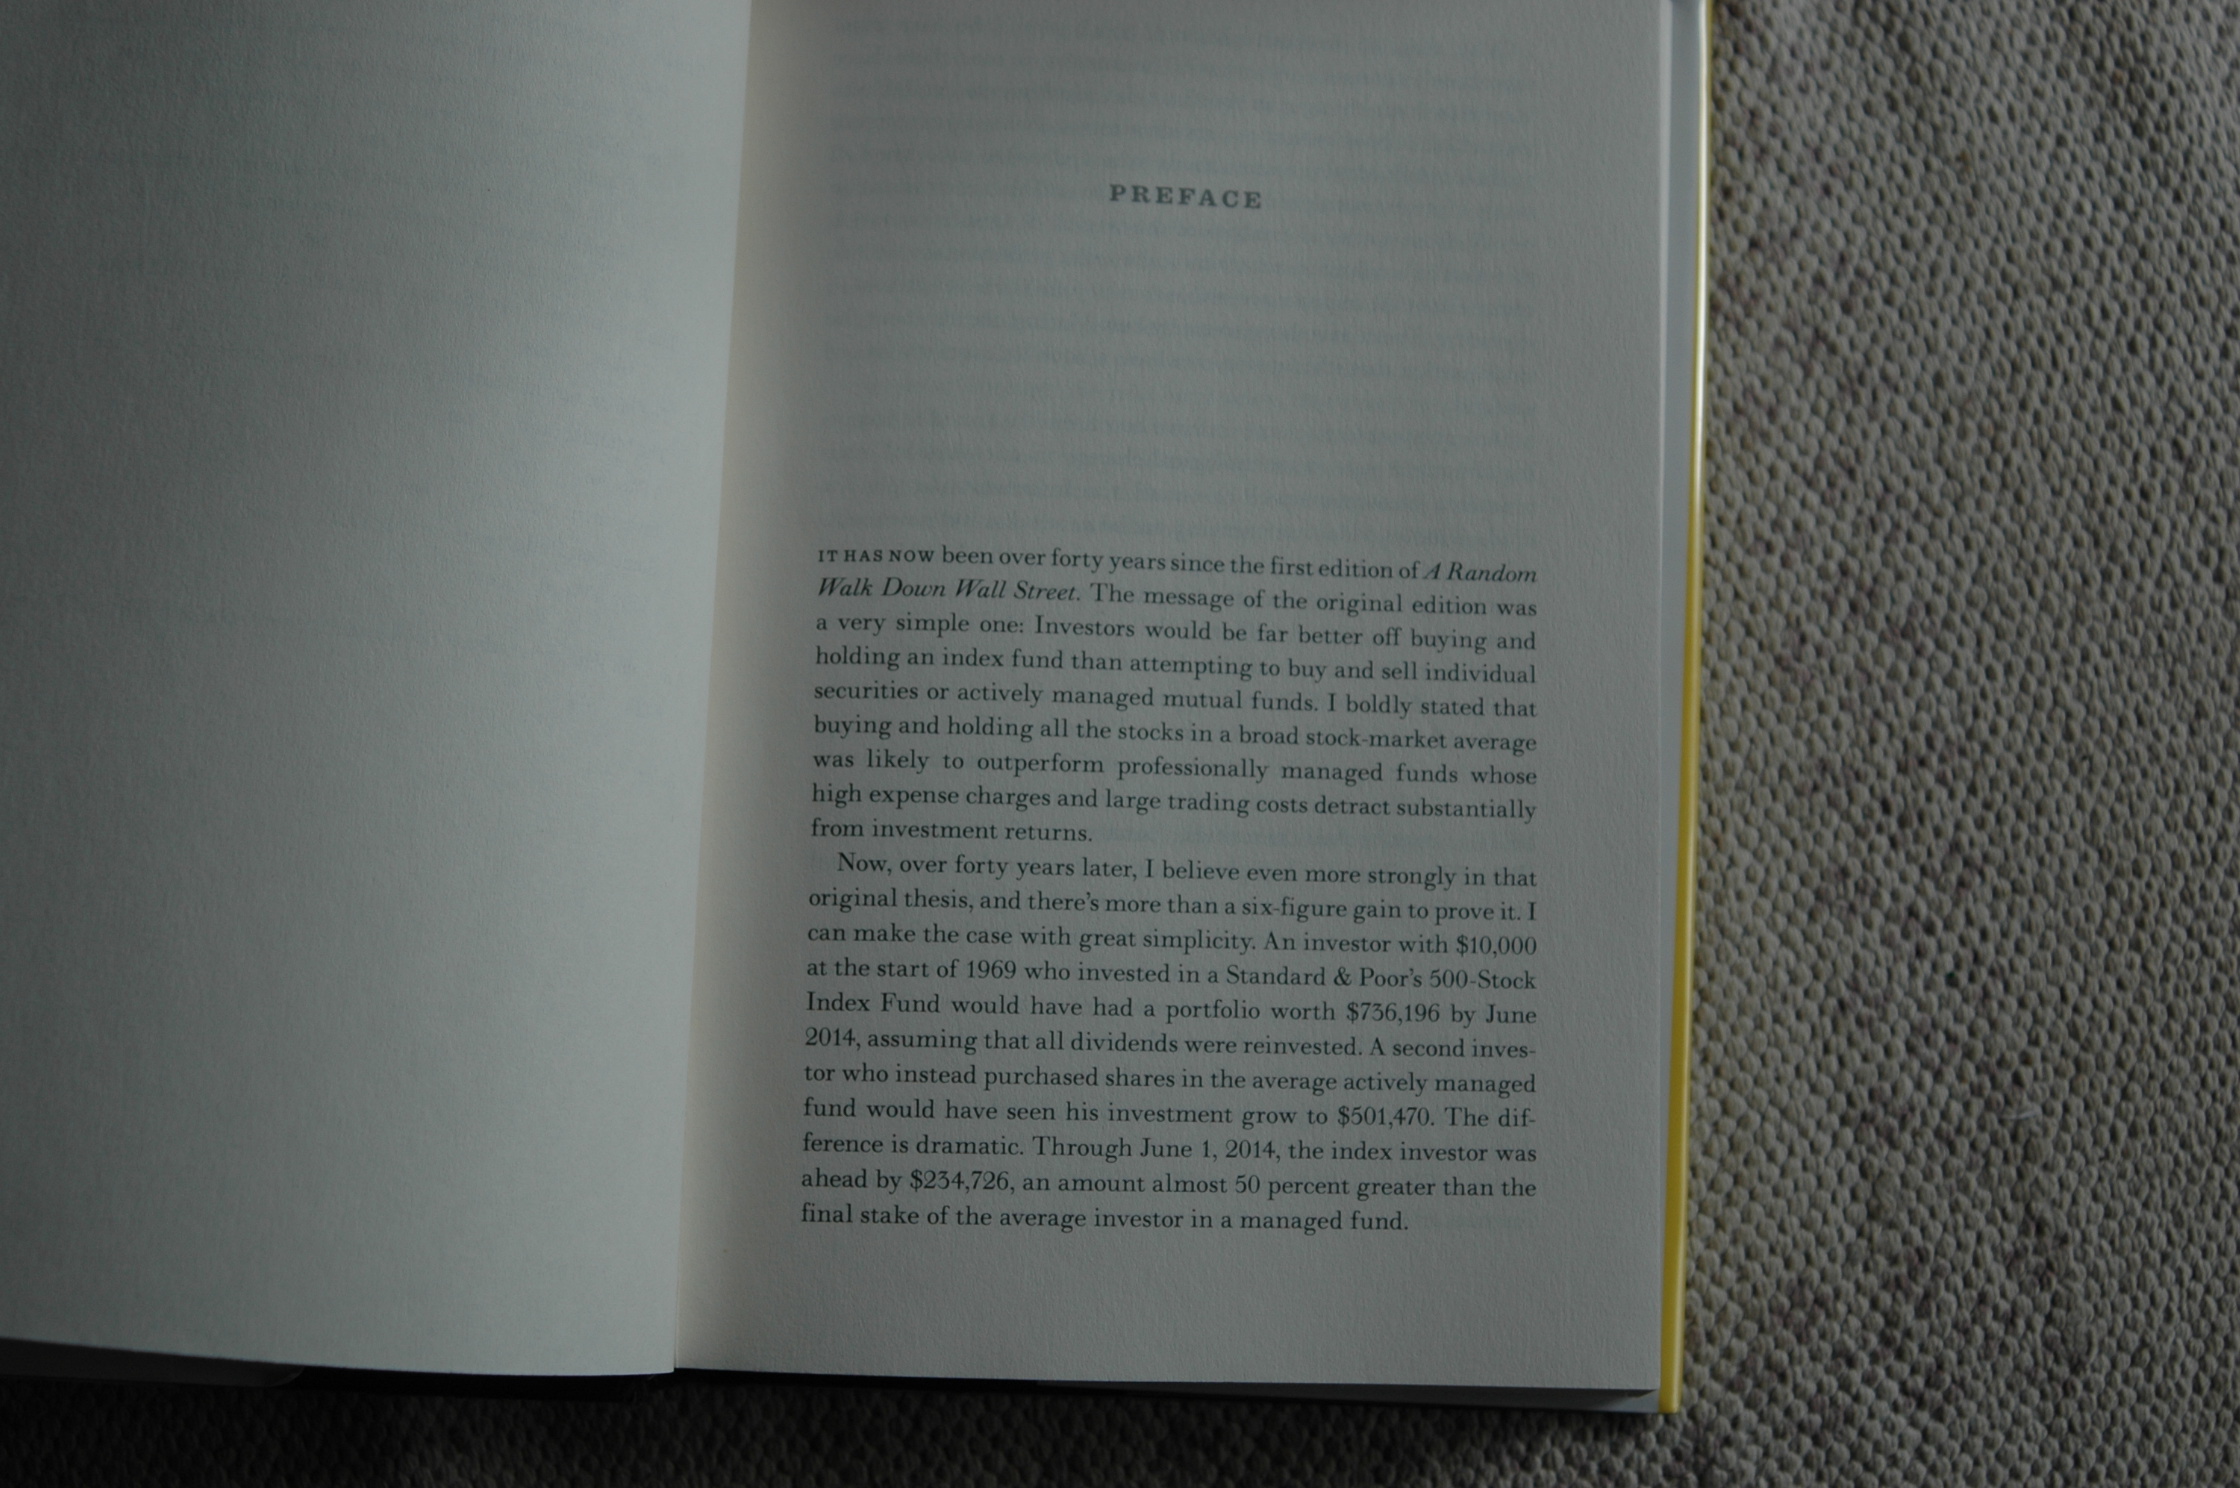 PREFACE
IT HAS NOW been over forty years since the first edition of A Random
Walk Down Wall Street. The message of the original edition was
a very simple one: Investors would be far better off buying and
holding an index fund than attempting to buy and sell individual
securities or actively managed mutual funds. I boldly stated that
buying and holding all the stocks in a broad stock-market average
was likely to outperform professionally managed funds whose
high expense charges and large trading costs detract substantially
from investment returns.
Now, over forty years later, I believe even more strongly in that
original thesis, and there's more than a six-figure gain to prove it. I
can make the case with great simplicity. An investor with $10,000
at the start of 1969 who invested in a Standard & Poor's 500-Stock
Index Fund would have had a portfolio worth $736,196 by June
2014, assuming that all dividends were reinvested. A second inves-
tor who instead purchased shares in the average actively managed
fund would have seen his investment grow to $501,470. The dif-
ference is dramatic. Through June 1, 2014, the index investor was
ahead by $234,726, an amount almost 50 percent greater than the
final stake of the average investor in a managed fund.